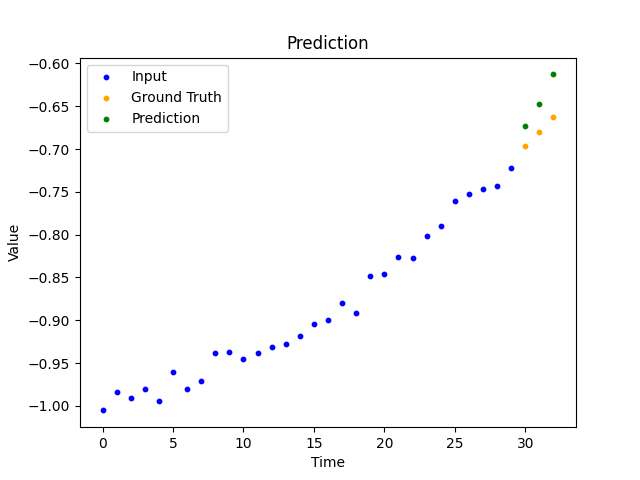 Prediction
−0.60
−0.65
−0.70
−0.75
−0.80
−0.85
−0.90
−0.95
−1.00
Value
Input
Ground Truth
Prediction
0 5 10 15 20 25 30
Time